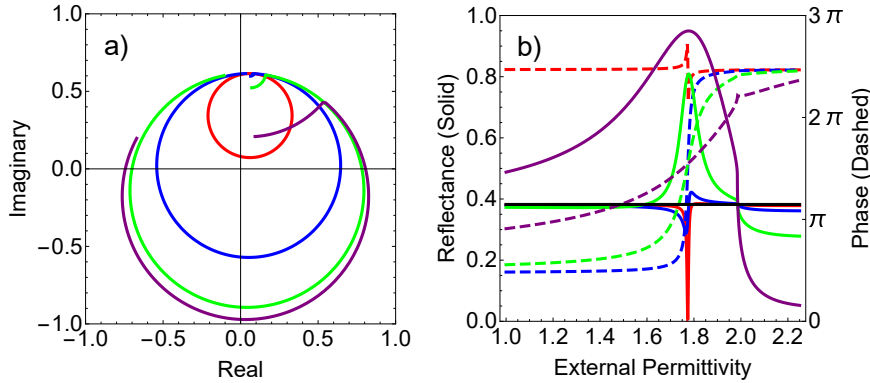 a)
Imaginary
1.0
0.5
0.0
−0.5
−1.0
−1.0 −0.5 0.0 0.5 1.0
Real
b)
Reflectance (Solid)
1.0
0.8
0.6
0.4
0.2
0.0
1.0 1.2 1.4 1.6 1.8 2.0 2.2
External Permittivity
3 π
2 π
π
0
Phase (Dashed)